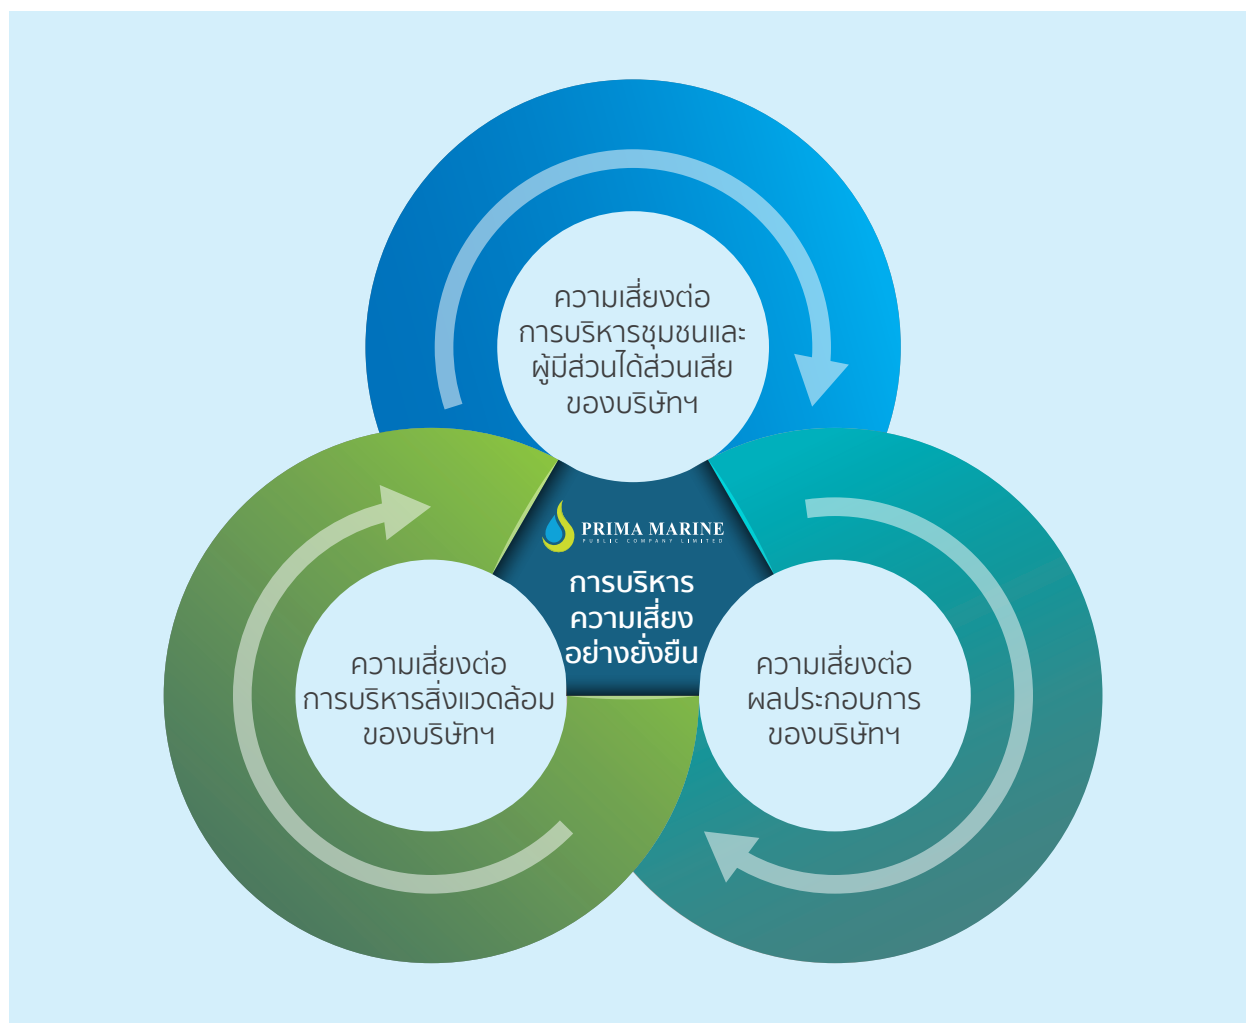 ความเสี่ยงต่อ
การบริหารชุมชนและ
ผู้มีส่วนได้ส่วนเสีย
ของบริษัทฯ
PRIMA MARINE
PUBLIC COMPANY LIMITED
การบริหาร
ความเสี่ยง
อย่างยั่งยืน
ความเสี่ยงต่อ
การบริหารสิ่งแวดล้อม
ของบริษัทฯ
ความเสี่ยงต่อ
ผลประกอบการ
ของบริษัทฯ